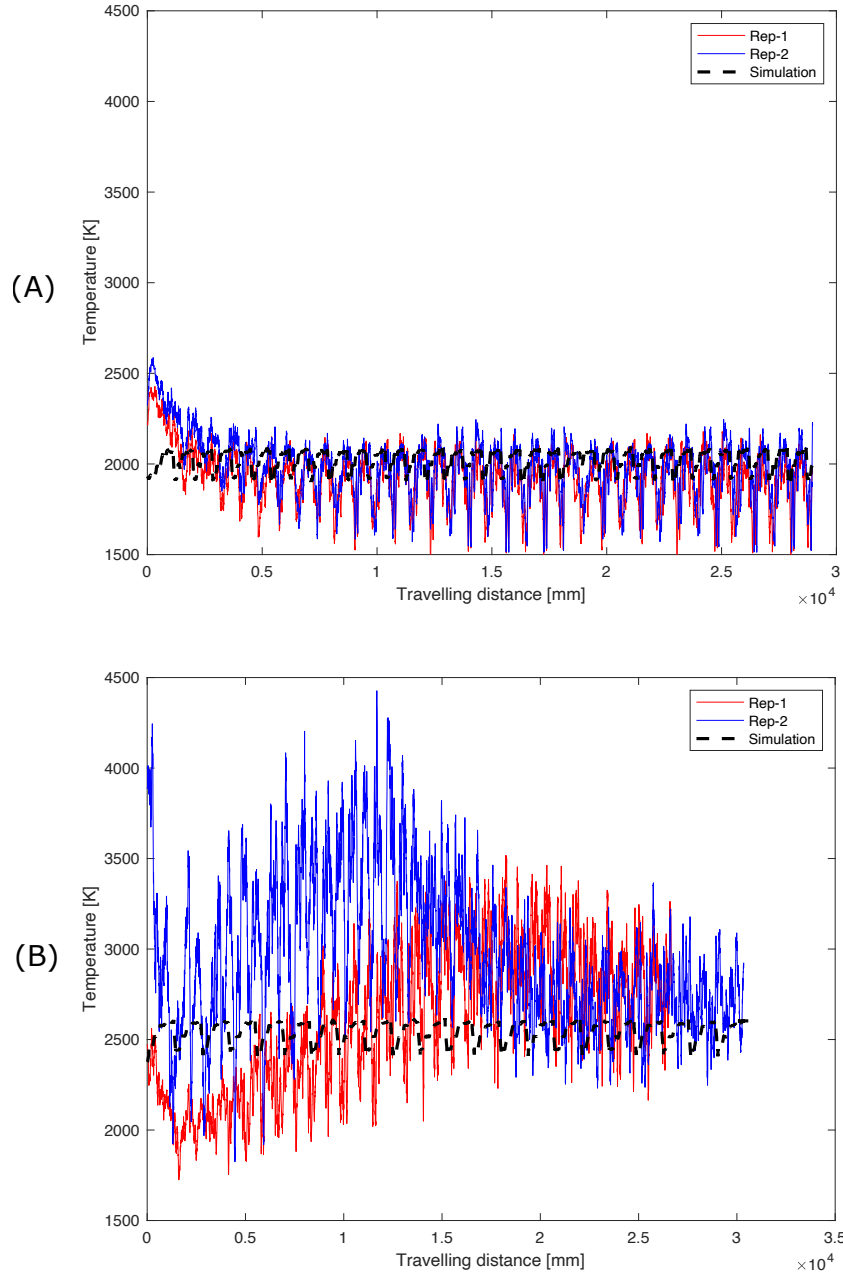 4500
4000
3500
3000
2500
2000
1500
Temperature [K]
(A)
Rep-1
Rep-2
Simulation
0
0.5
1
1.5
2
2.5
3
×10^4
Travelling distance [mm]
4500
4000
3500
3000
2500
2000
1500
Temperature [K]
(B)
Rep-1
Rep-2
Simulation
0
0.5
1
1.5
2
2.5
3
3.5
×10^4
Travelling distance [mm]